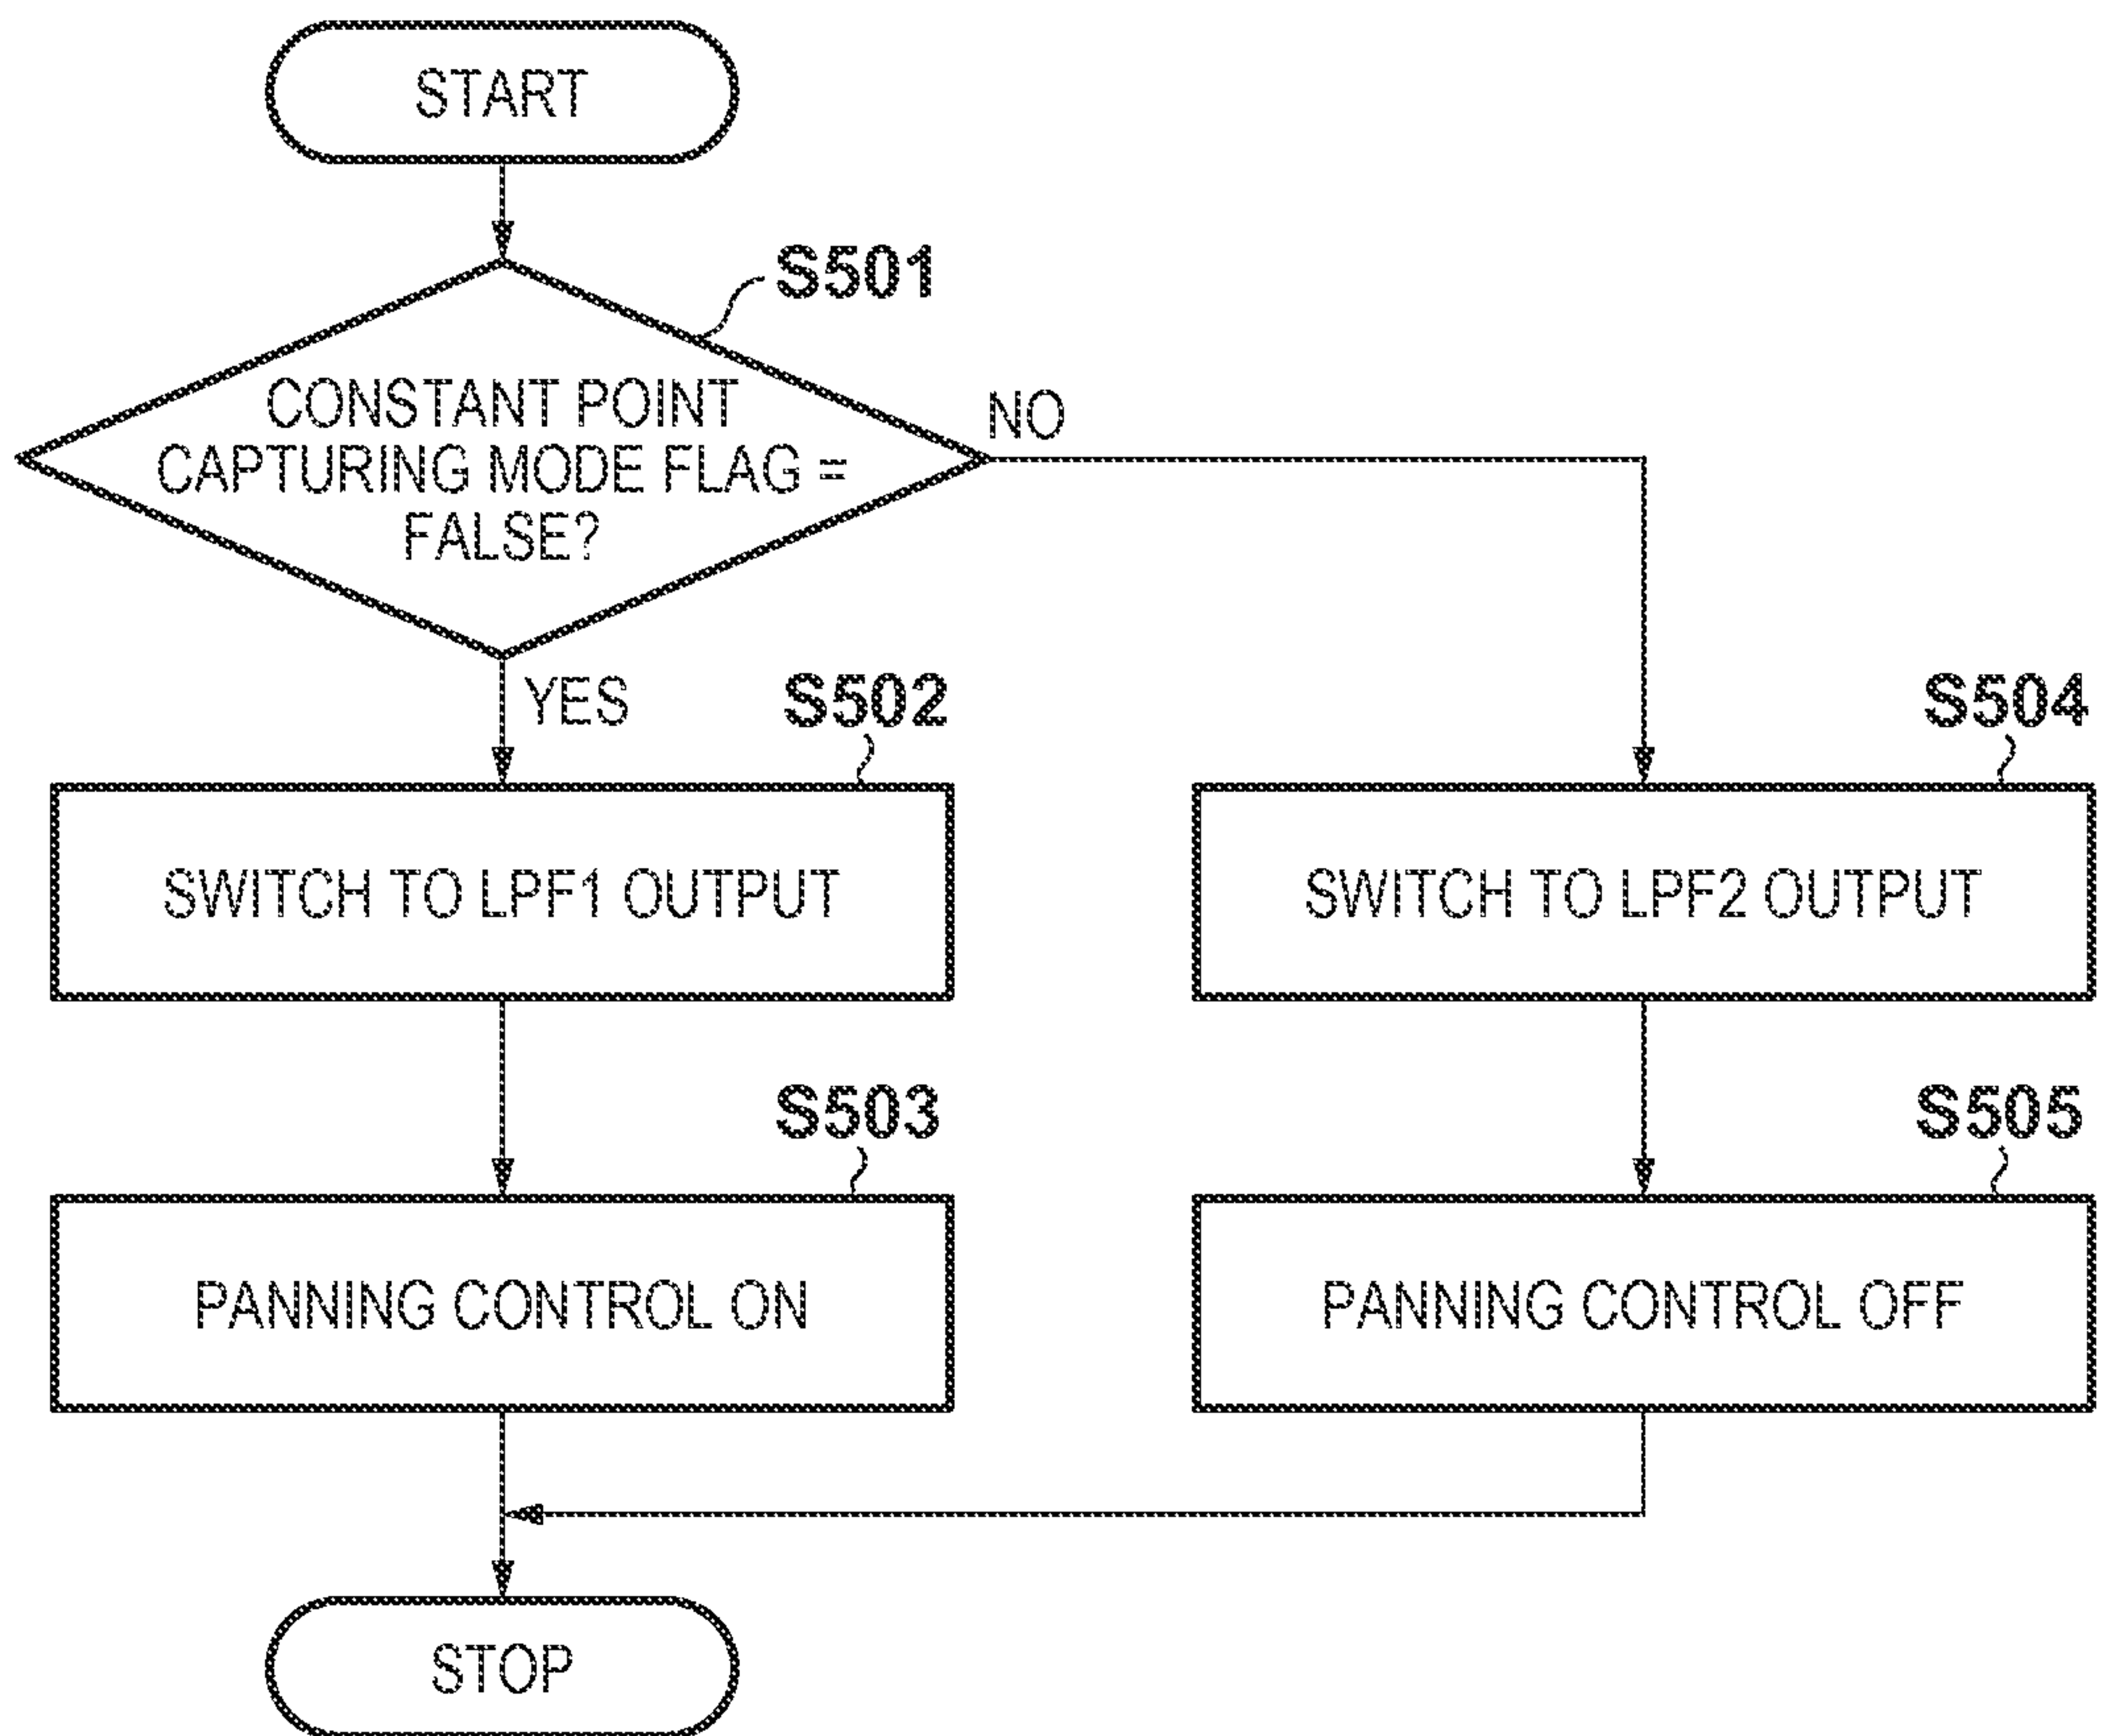 START
S501
CONSTANT POINT
CAPTURING MODE FLAG =
FALSE?
NO
YES
S502
SWITCH TO LPF1 OUTPUT
S504
SWITCH TO LPF2 OUTPUT
S503
PANNING CONTROL ON
S505
PANNING CONTROL OFF
STOP